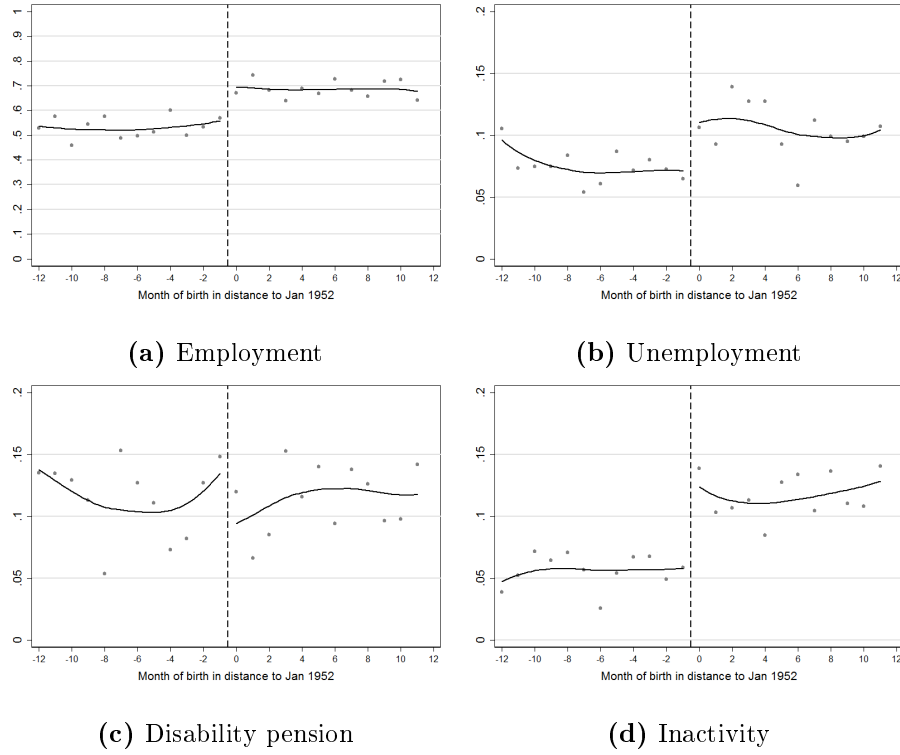 1
.9
.8
.7
.6
.5
.4
.3
.2
.1
0
-12 -10 -8 -6 -4 -2 0 2 4 6 8 10 12
Month of birth in distance to Jan 1952
(a) Employment
.2
.15
.1
.05
0
-12 -10 -8 -6 -4 -2 0 2 4 6 8 10 12
Month of birth in distance to Jan 1952
(b) Unemployment
.2
.15
.1
.05
0
-12 -10 -8 -6 -4 -2 0 2 4 6 8 10 12
Month of birth in distance to Jan 1952
(c) Disability pension
.2
.15
.1
.05
0
-12 -10 -8 -6 -4 -2 0 2 4 6 8 10 12
Month of birth in distance to Jan 1952
(d) Inactivity